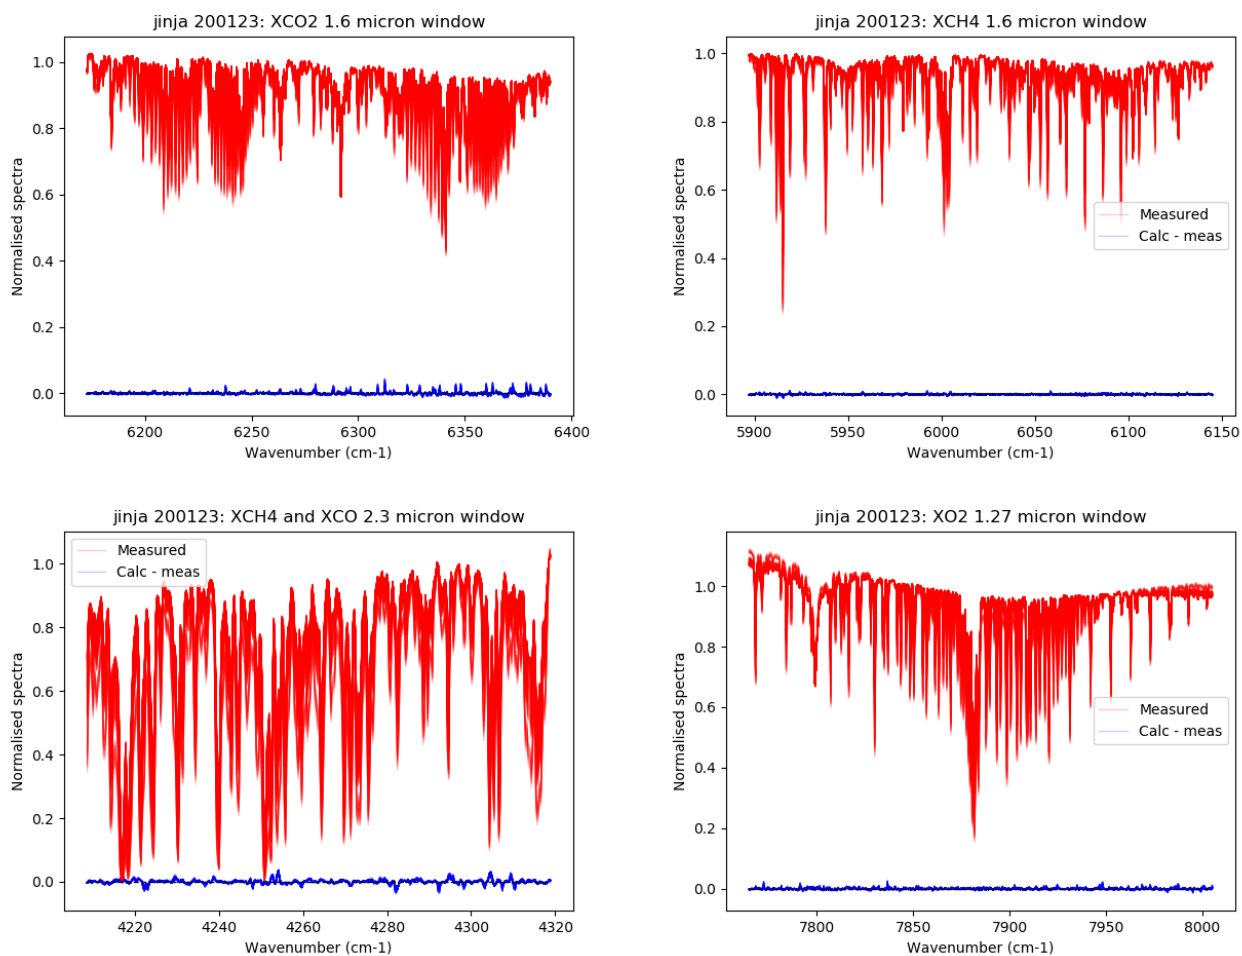 jinja 200123: XCO2 1.6 micron window
Normalised spectra
1.0
0.8
0.6
0.4
0.2
0.0
6200 6250 6300 6350 6400
Wavenumber (cm-1)
jinja 200123: XCH4 1.6 micron window
Normalised spectra
1.0
0.8
0.6
0.4
0.2
0.0
Measured
Calc - meas
5900 5950 6000 6050 6100 6150
Wavenumber (cm-1)
jinja 200123: XCH4 and XCO 2.3 micron window
Measured
Calc - meas
Normalised spectra
1.0
0.8
0.6
0.4
0.2
0.0
4220 4240 4260 4280 4300 4320
Wavenumber (cm-1)
jinja 200123: XO2 1.27 micron window
Normalised spectra
1.0
0.8
0.6
0.4
0.2
0.0
Measured
Calc - meas
7800 7850 7900 7950 8000
Wavenumber (cm-1)